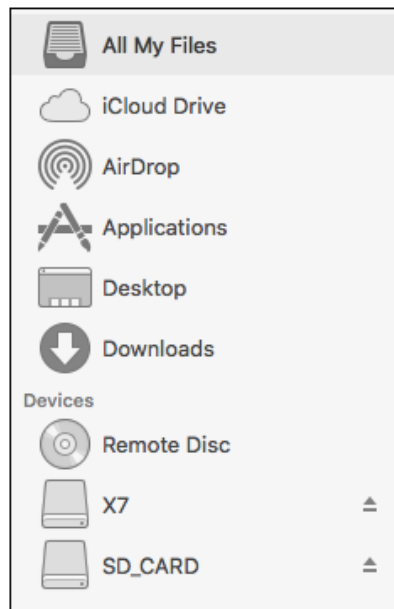 All My Files
iCloud Drive
AirDrop
Applications
Desktop
Downloads
Devices
Remote Disc
X7
SD_CARD